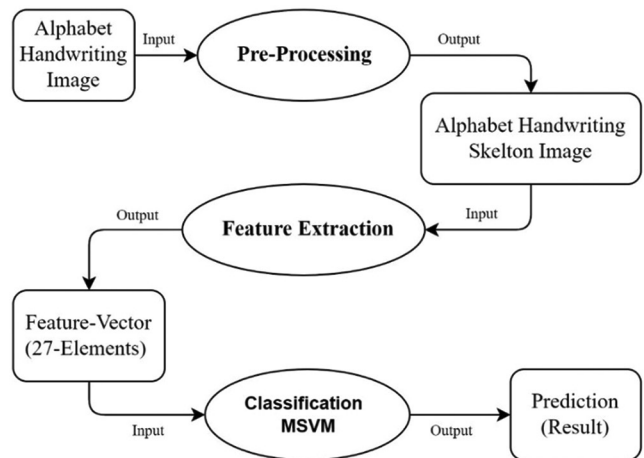 Alphabet
Handwriting
Image
Input
Pre-Processing
Output
Alphabet Handwriting
Skelton Image
Input
Feature Extraction
Output
Feature-Vector
(27-Elements)
Input
Classification
MSVM
Output
Prediction
(Result)